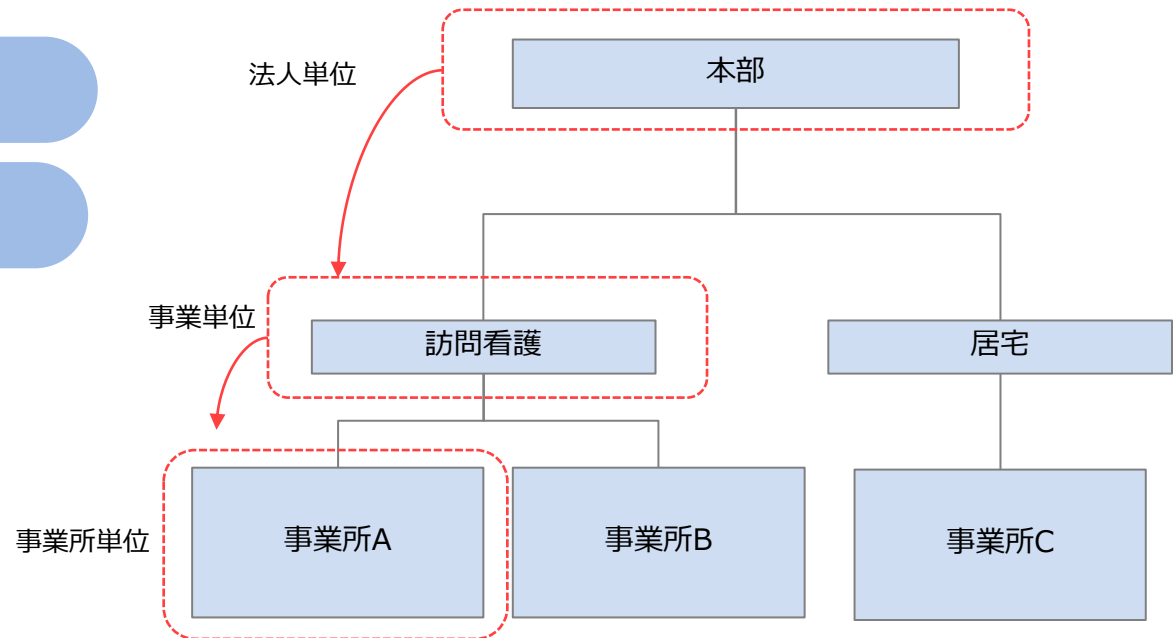 本部
法人単位
事業単位
訪問看護
居宅
事業所単位
事業所A
事業所B
事業所C